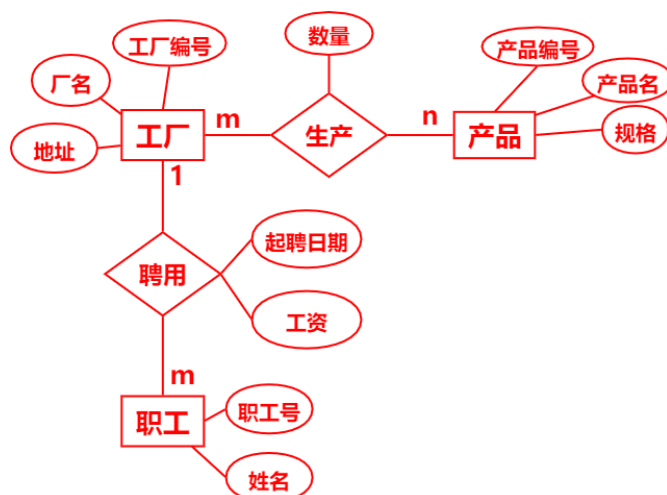 工厂编号
数量
产品编号
厂名
产品名
工厂
m
生产
n
产品
规格
地址
1
起聘日期
聘用
工资
m
职工号
职工
姓名